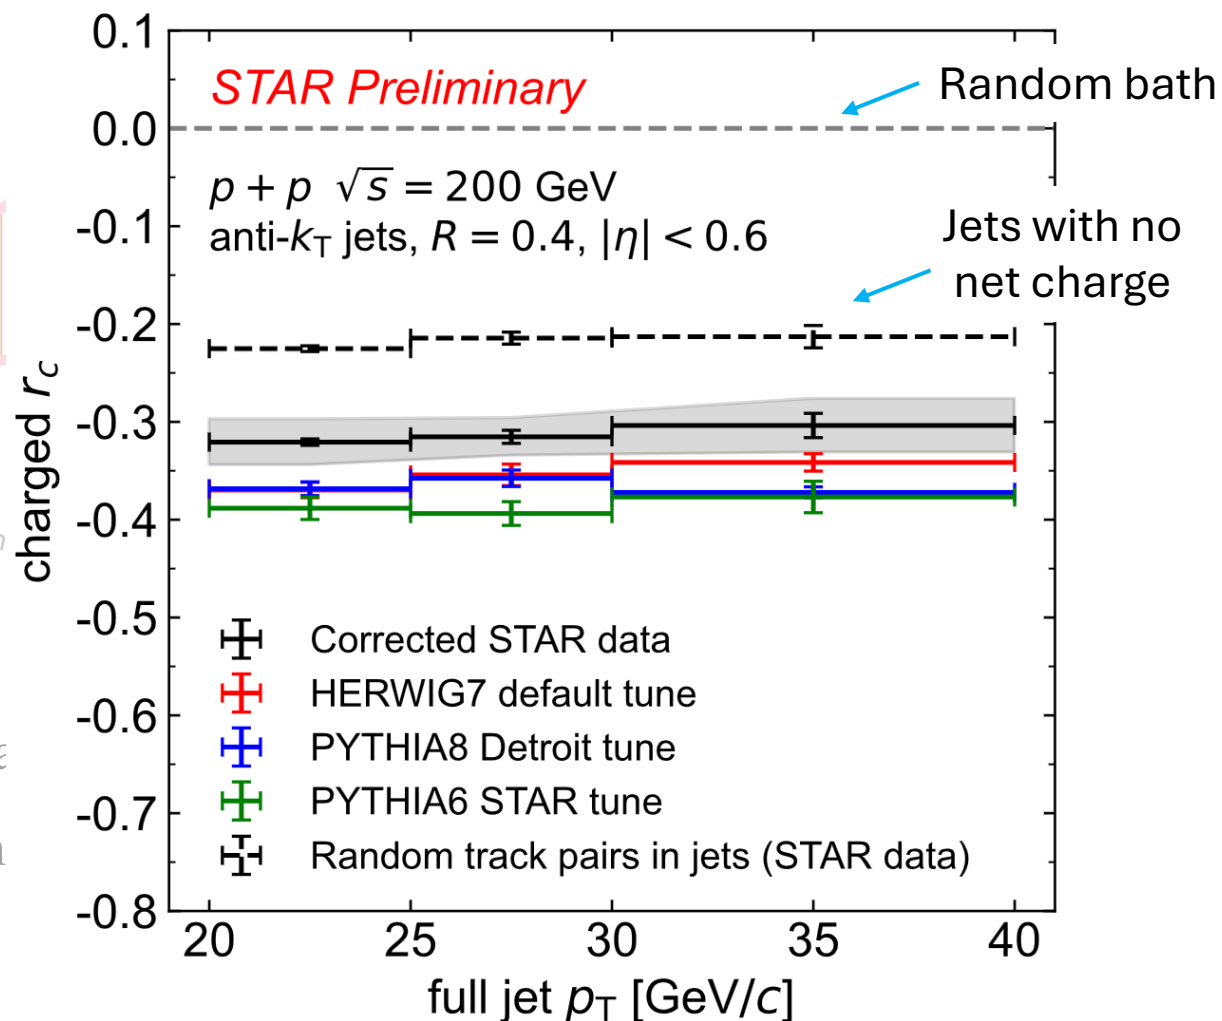 0.1
STAR Preliminary
Random bath
0.0
p + p √s = 200 GeV
-0.1
anti-kT jets, R = 0.4, |η| < 0.6
Jets with no
net charge
-0.2
-0.3
-0.4
charged rc
-0.5
Corrected STAR data
-0.6
HERWIG7 default tune
PYTHIA8 Detroit tune
-0.7
PYTHIA6 STAR tune
Random track pairs in jets (STAR data)
-0.8
20 25 30 35 40
full jet pT [GeV/c]